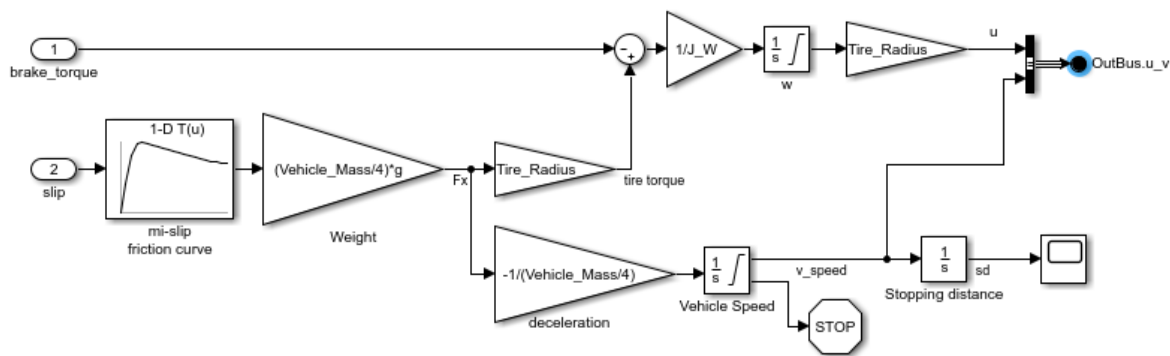 1
brake_torque
-
+
1/J_W
1
s
w
Tire_Radius
u
OutBus.u_v
2
slip
1-D T(u)
mi-slip
friction curve
(Vehicle_Mass/4)*g
Weight
Fx
Tire_Radius
tire torque
-1/(Vehicle_Mass/4)
deceleration
1
s
Vehicle Speed
v_speed
STOP
1
s
Stopping distance
sd